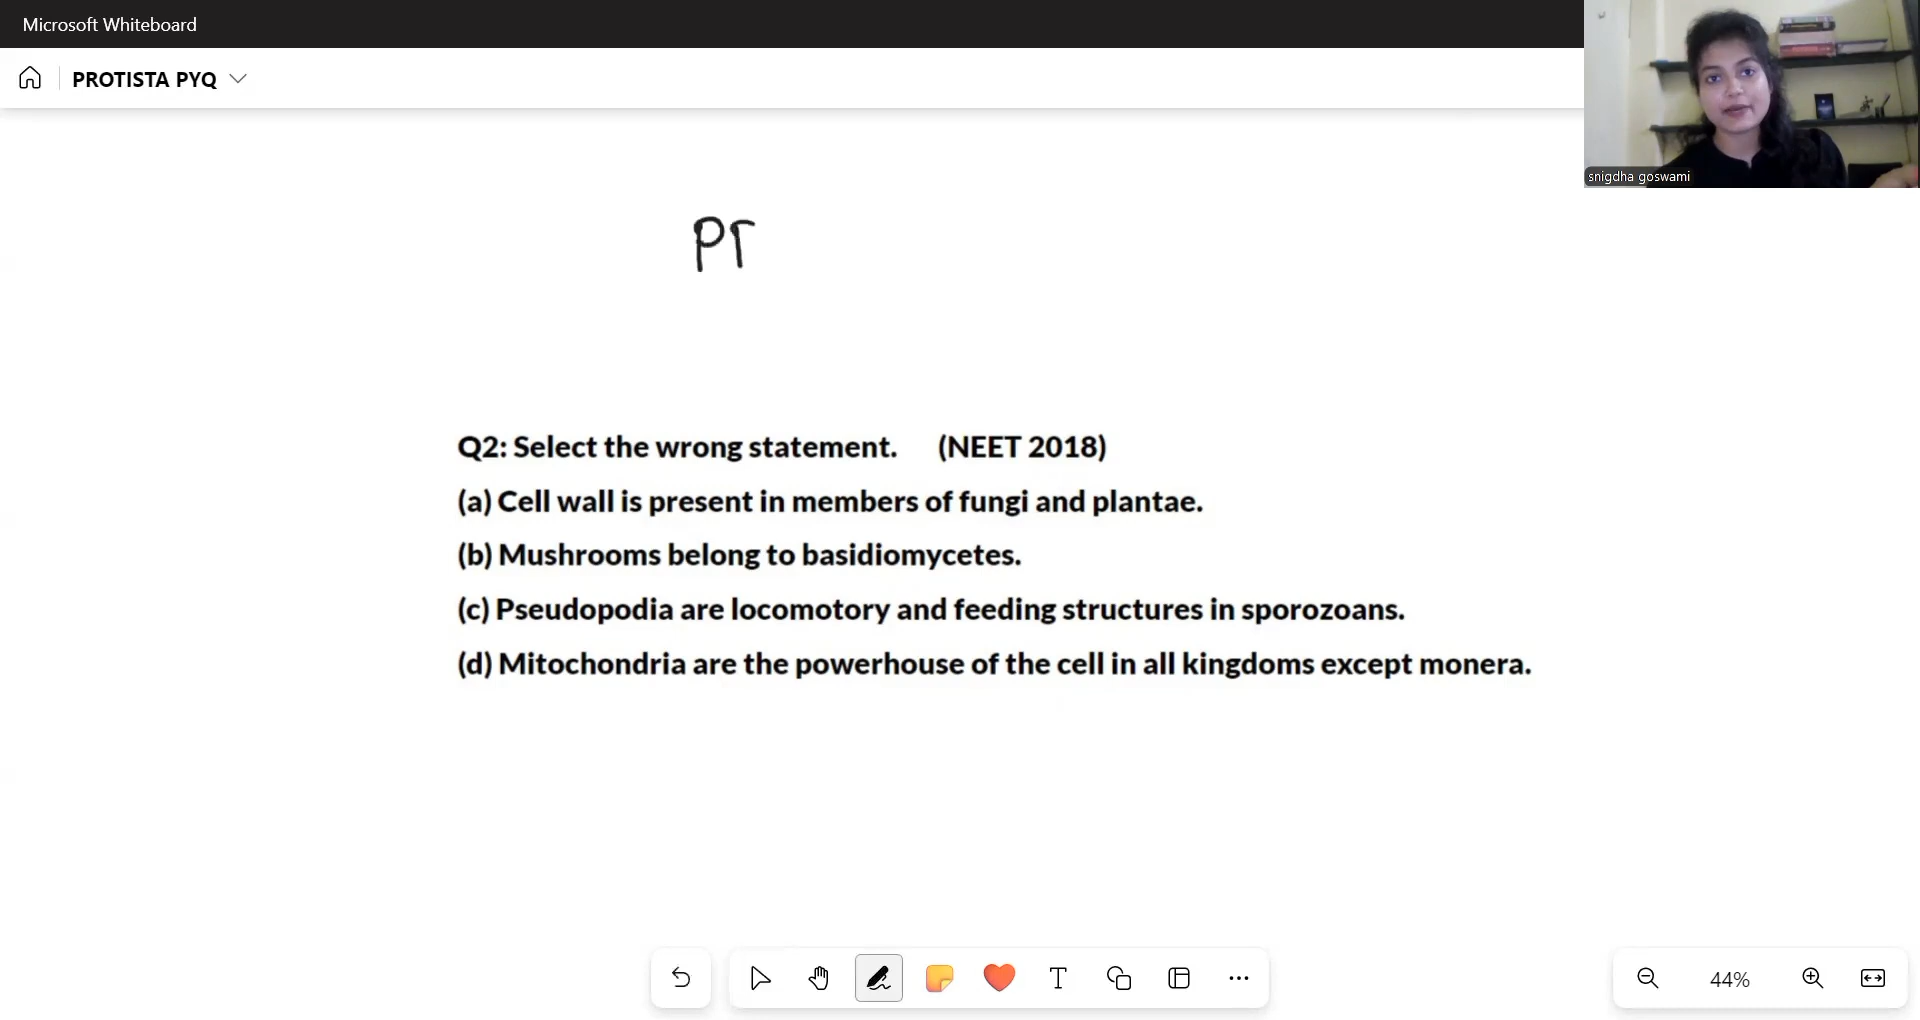 Microsoft Whiteboard
PROTISTA PYQ
snigdha goswami
Pr
Q2: Select the wrong statement. (NEET 2018)
(a) Cell wall is present in members of fungi and plantae.
(b) Mushrooms belong to basidiomycetes.
(c) Pseudopodia are locomotory and feeding structures in sporozoans.
(d) Mitochondria are the powerhouse of the cell in all kingdoms except monera.
44%